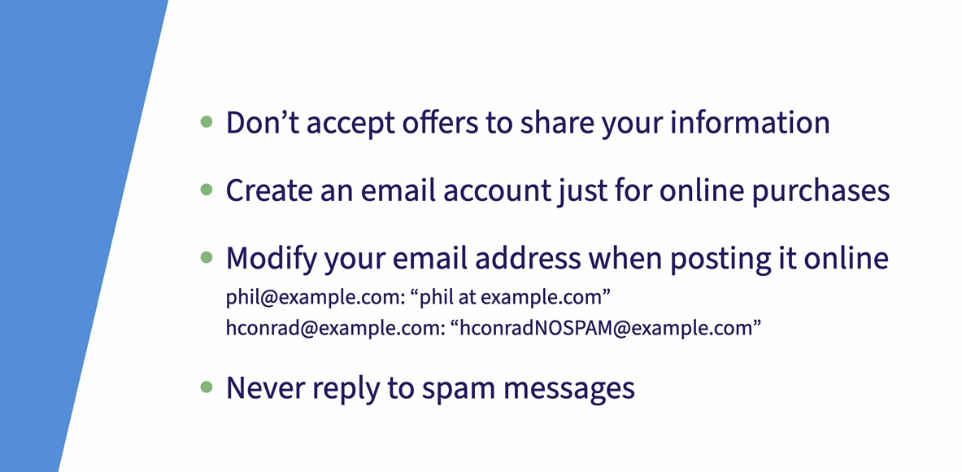 Don’t accept offers to share your information
Create an email account just for online purchases
Modify your email address when posting it online
phil@example.com: “phil at example.com”
hconrad@example.com: “hconradNOSPAM@example.com”
Never reply to spam messages